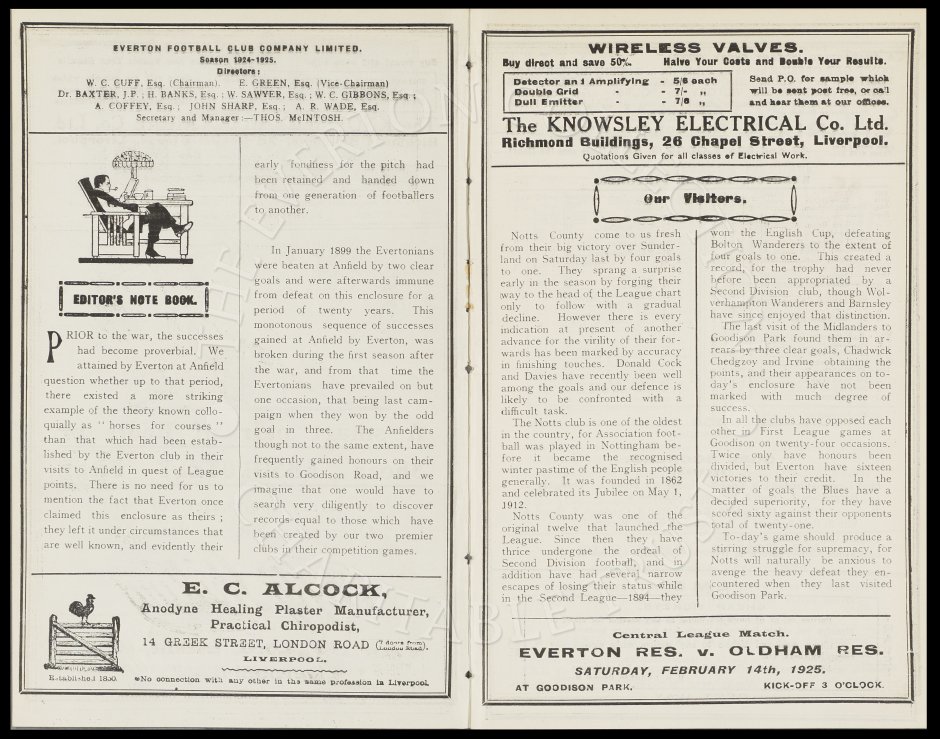 EVERTON FOOTBALL CLUB COMPANY LIMITED.
Season 1924-1925.
Directors:
W. C. CUFF, Esq. (Chairman). E. GREEN, Esq. (Vice-Chairman)
Dr. BAXTER, J.P.; H. BANKS, Esq.; W. SAWYER, Esq.; W. C. GIBBONS, Esq.;
A. COFFEY, Esq.; JOHN SHARP, Esq.; A. R. WADE, Esq.
Secretary and Manager:—THOS. McINTOSH.
EDITOR'S NOTE BOOK.
PRIOR to the war, the successes
had become proverbial. We
attained by Everton at Anfield
question whether up to that period,
there existed a more striking
example of the theory known collo-
quially as "horses for courses"
than that which had been estab-
lished by the Everton club in their
visits to Anfield in quest of League
points. There is no need for us to
mention the fact that Everton once
claimed this enclosure as theirs;
they left it under circumstances that
are well known, and evidently their
early fondness for the pitch had
been retained and handed down
from one generation of footballers
to another.
In January 1899 the Evertonians
were beaten at Anfield by two clear
goals and were afterwards immune
from defeat on this enclosure for a
period of twenty years. This
monotonous sequence of successes
gained at Anfield by Everton, was
broken during the first season after
the war, and from that time the
Evertonians have prevailed on but
one occasion, that being last cam-
paign when they won by the odd
goal in three. The Anfielders
though not to the same extent, have
frequently gained honours on their
visits to Goodison Road, and we
imagine that one would have to
search very diligently to discover
records equal to those which have
been created by our two premier
clubs in their competition games.
E. C. ALCOCK,
Anodyne Healing Plaster Manufacturer,
Practical Chiropodist,
14 GREEK STREET, LONDON ROAD (7 doors from London Road).
LIVERPOOL.
Established 1850. *No connection with any other in the same profession in Liverpool.
WIRELESS VALVES.
Buy direct and save 50%. Halve Your Costs and Double Your Results.
Detector and Amplifying - 5/6 each
Double Grid - - 7/- "
Dull Emitter - - 7/6 "
Send P.O. for sample which
will be sent post free, or call
and hear them at our offices.
The KNOWSLEY ELECTRICAL Co. Ltd.
Richmond Buildings, 26 Chapel Street, Liverpool.
Quotations Given for all classes of Electrical Work.
Our Visitors.
Notts County come to us fresh
from their big victory over Sunder-
land on Saturday last by four goals
to one. They sprang a surprise
early in the season by forging their
way to the head of the League chart
only to follow with a gradual
decline. However there is every
indication at present of another
advance for the virility of their for-
wards has been marked by accuracy
in finishing touches. Donald Cock
and Davies have recently been well
among the goals and our defence is
likely to be confronted with a
difficult task.
The Notts club is one of the oldest
in the country, for Association foot-
ball was played in Nottingham be-
fore it became the recognised
winter pastime of the English people
generally. It was founded in 1862
and celebrated its Jubilee on May 1,
1912.
Notts County was one of the
original twelve that launched the
League. Since then they have
thrice undergone the ordeal of
Second Division football, and in
addition have had several narrow
escapes of losing their status while
in the Second League—1894—they
won the English Cup, defeating
Bolton Wanderers to the extent of
four goals to one. This created a
record, for the trophy had never
before been appropriated by a
Second Division club, though Wol-
verhampton Wanderers and Barnsley
have since enjoyed that distinction.
The last visit of the Midlanders to
Goodison Park found them in ar-
rears by three clear goals, Chadwick
Chedgzoy and Irvine obtaining the
points, and their appearances on to-
day's enclosure have not been
marked with much degree of
success.
In all the clubs have opposed each
other in First League games at
Goodison on twenty-four occasions.
Twice only have honours been
divided, but Everton have sixteen
victories to their credit. In the
matter of goals the Blues have a
decided superiority, for they have
scored sixty against their opponents
total of twenty-one.
To-day's game should produce a
stirring struggle for supremacy, for
Notts will naturally be anxious to
avenge the heavy defeat they en-
countered when they last visited
Goodison Park.
Central League Match.
EVERTON RES. v. OLDHAM RES.
SATURDAY, FEBRUARY 14th, 1925.
AT GOODISON PARK. KICK-OFF 3 O'CLOCK.